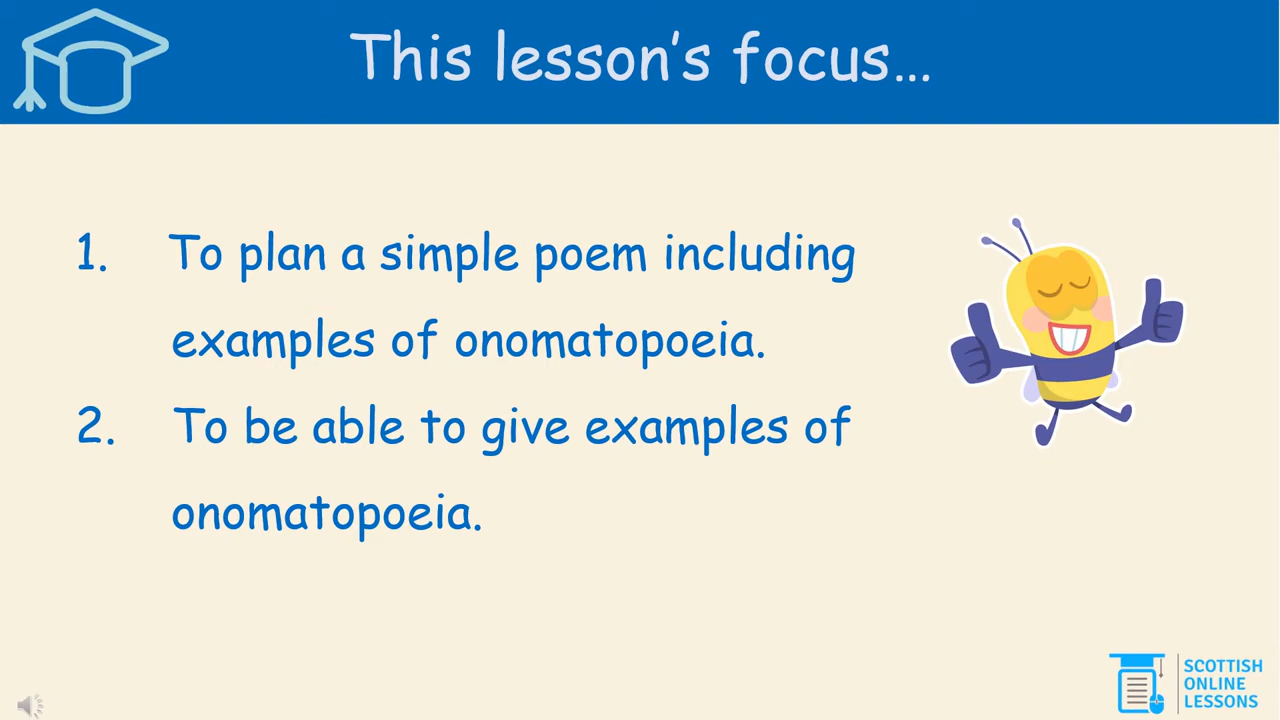 This lesson’s focus…
1. To plan a simple poem including
examples of onomatopoeia.
2. To be able to give examples of
onomatopoeia.
SCOTTISH
ONLINE
LESSONS